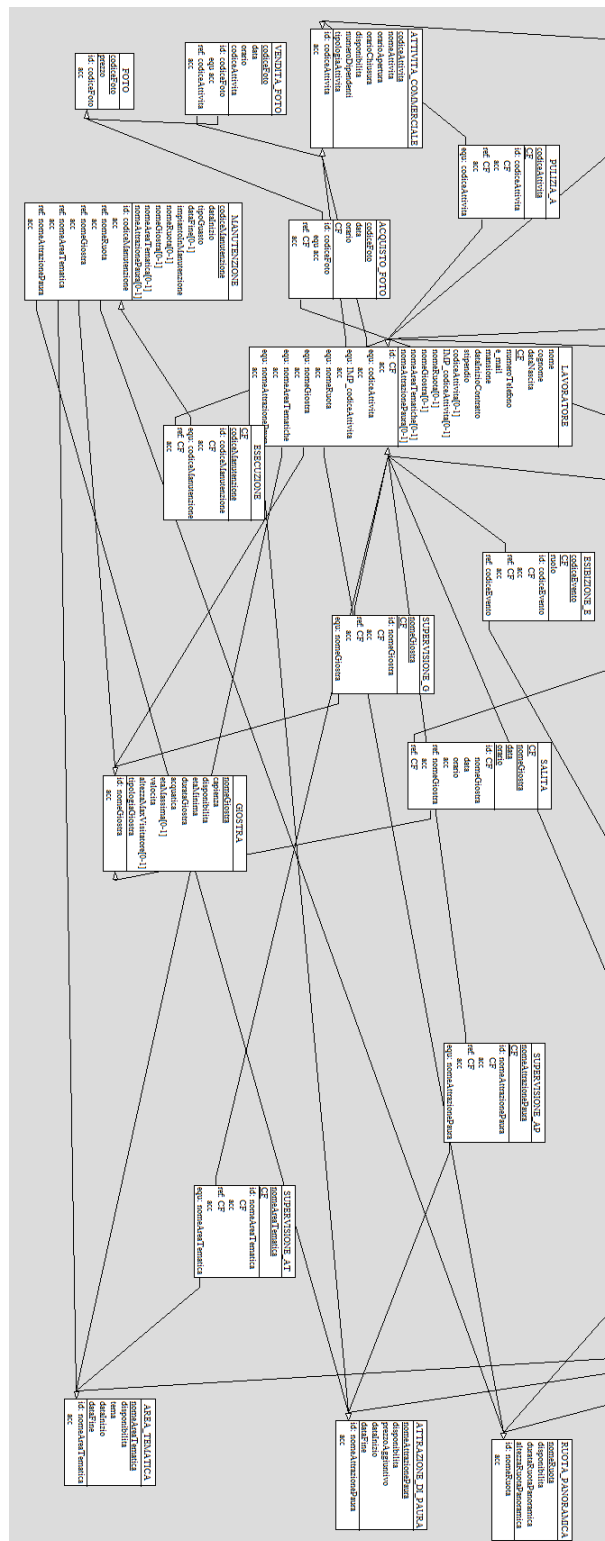 PULIZIA_A
codiceAttivita
CF
id: codiceAttivita
CF
acc
ref: CF
acc
equ: codiceAttivita
LAVORATORE
nome
cognome
dataNascita
CF
numeroTelefono
e_mail
mansione
stipendio
dataInizioContratto
codiceAttivita[0-1]
IMP_codiceAttivita[0-1]
nomeRuota[0-1]
nomeGiostra[0-1]
nomeAreaTematiche[0-1]
nomeAttrazionePaura[0-1]
id: CF
acc
equ: codiceAttivita
acc
equ: IMP_codiceAttivita
acc
equ: nomeRuota
acc
equ: nomeGiostra
acc
equ: nomeAreaTematiche
acc
equ: nomeAttrazionePaura
acc
ESIBIZIONE_E
codiceEvento
CF
ruolo
id: codiceEvento
CF
acc
ref: CF
acc
ref: codiceEvento
SALITA
CF
nomeGiostra
data
orario
id: CF
nomeGiostra
data
orario
acc
ref: nomeGiostra
acc
ref: CF
SUPERVISIONE_AP
nomeAttrazionePaura
CF
id: nomeAttrazionePaura
CF
acc
ref: CF
acc
equ: nomeAttrazionePaura
RUOTA_PANORAMICA
nomeRuota
disponibilita
durataRuotaPanoramica
altezzaRuotaPanoramica
id: nomeRuota
acc
ATTIVITA_COMMERCIALE
codiceAttivita
nomeAttivita
orarioApertura
orarioChiusura
disponibilita
numeroDipendenti
tipologiaAttivita
id: codiceAttivita
acc
ACQUISTO_FOTO
codiceFoto
data
orario
CF
id: codiceFoto
equ acc
ref: CF
acc
SUPERVISIONE_G
nomeGiostra
CF
id: nomeGiostra
CF
acc
ref: CF
acc
equ: nomeGiostra
ATTRAZIONE_DI_PAURA
nomeAttrazionePaura
disponibilita
prezzoAggiuntivo
dataInizio
dataFine
id: nomeAttrazionePaura
acc
VENDITA_FOTO
codiceFoto
data
orario
codiceAttivita
id: codiceFoto
equ acc
ref: codiceAttivita
acc
ESECUZIONE
CF
codiceManutenzione
id: codiceManutenzione
CF
acc
equ: codiceManutenzione
ref: CF
acc
SUPERVISIONE_AT
nomeAreaTematica
CF
id: nomeAreaTematica
CF
acc
ref: CF
acc
equ: nomeAreaTematica
MANUTENZIONE
codiceManutenzione
dataInizio
tipoGuasto
dataFine[0-1]
impiantoInManutenzione
nomeRuota[0-1]
nomeGiostra[0-1]
nomeAreaTematica[0-1]
nomeAttrazionePaura[0-1]
id: codiceManutenzione
acc
ref: nomeRuota
acc
ref: nomeGiostra
acc
ref: nomeAreaTematica
acc
ref: nomeAttrazionePaura
acc
GIOSTRA
nomeGiostra
capienza
disponibilita
etaMinima
durataGiostra
acquatica
etaMassima[0-1]
velocita
altezzaMaxVisitatore[0-1]
tipologiaGiostra
id: nomeGiostra
acc
AREA_TEMATICA
nomeAreaTematica
disponibilita
tema
dataInizio
dataFine
id: nomeAreaTematica
acc
FOTO
codiceFoto
prezzo
id: codiceFoto
acc